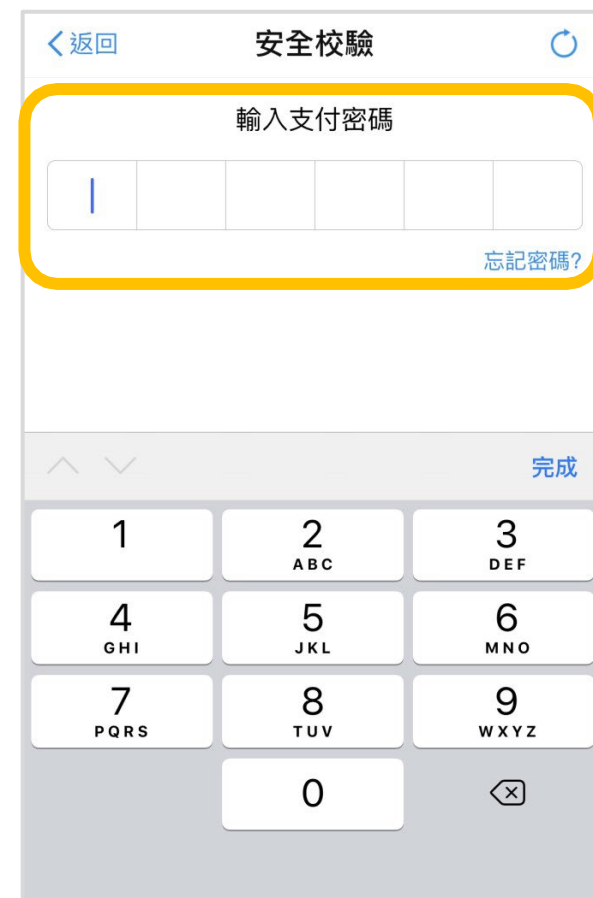 返回 安全校驗
輸入支付密碼
忘記密碼?
完成
1 2 3
ABC DEF
4 5 6
GHI JKL MNO
7 8 9
PQRS TUV WXYZ
0